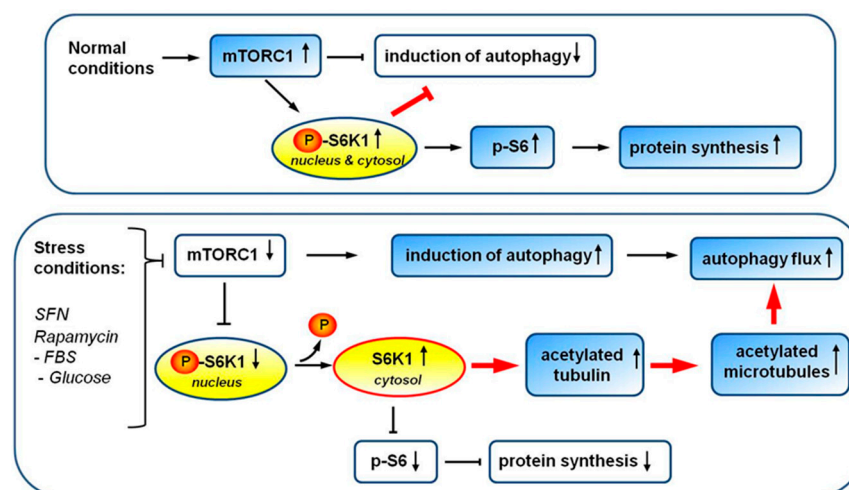 Normal
conditions
mTORC1 ↑
induction of autophagy ↓
P-S6K1 ↑
nucleus & cytosol
p-S6 ↑
protein synthesis ↑
Stress
conditions:
SFN
Rapamycin
- FBS
- Glucose
mTORC1 ↓
induction of autophagy ↑
autophagy flux ↑
P-S6K1 ↓
nucleus
P
S6K1 ↑
cytosol
acetylated
tubulin ↑
acetylated
microtubules ↑
p-S6 ↓
protein synthesis ↓